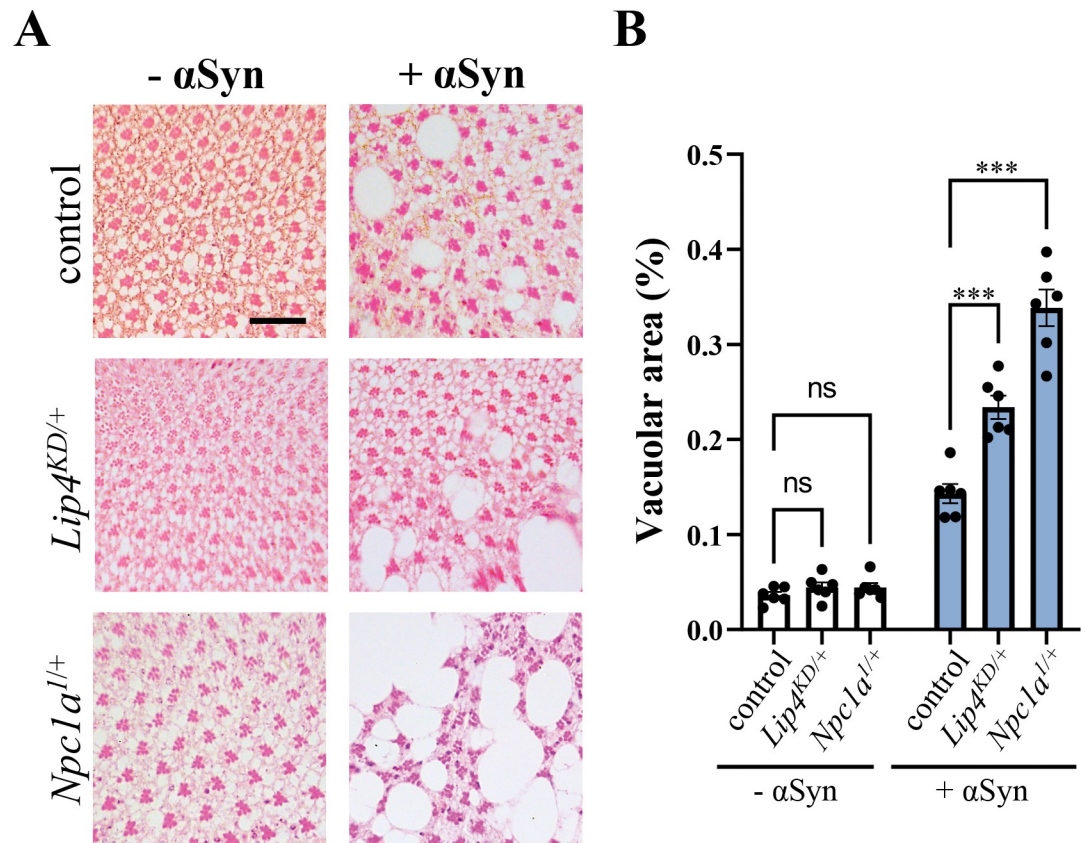 A
B
- αSyn
+ αSyn
control
Lip4KD/+
Npc1a1/+
Vacuolar area (%)
0.5
0.4
0.3
0.2
0.1
0.0
***
***
ns
ns
control
Lip4KD/+
Npc1a1/+
control
Lip4KD/+
Npc1a1/+
- αSyn
+ αSyn